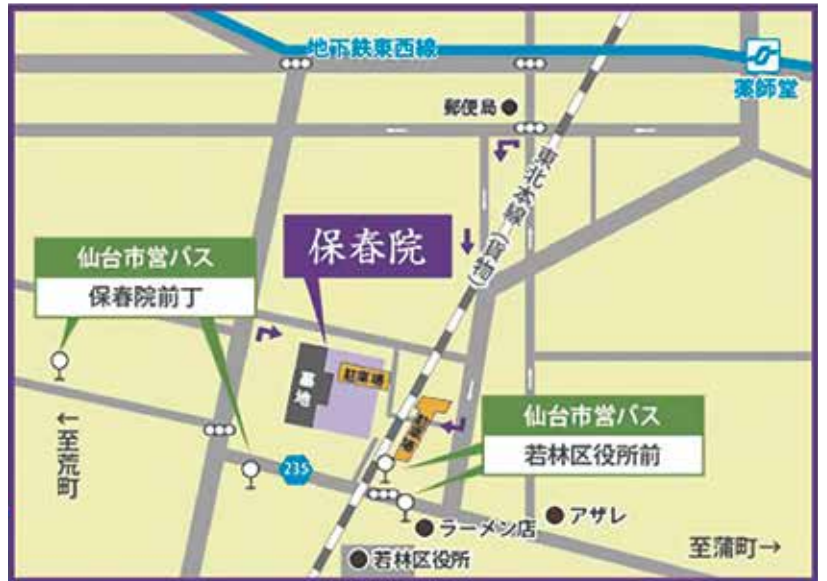 地下鉄東西線
薬師堂
郵便局
東北本線(貨物)
仙台市営バス
保春院前丁
保春院
墓地
駐車場
駐車場
仙台市営バス
若林区役所前
←至荒町
235
ラーメン店
アザレ
若林区役所
至蒲町→